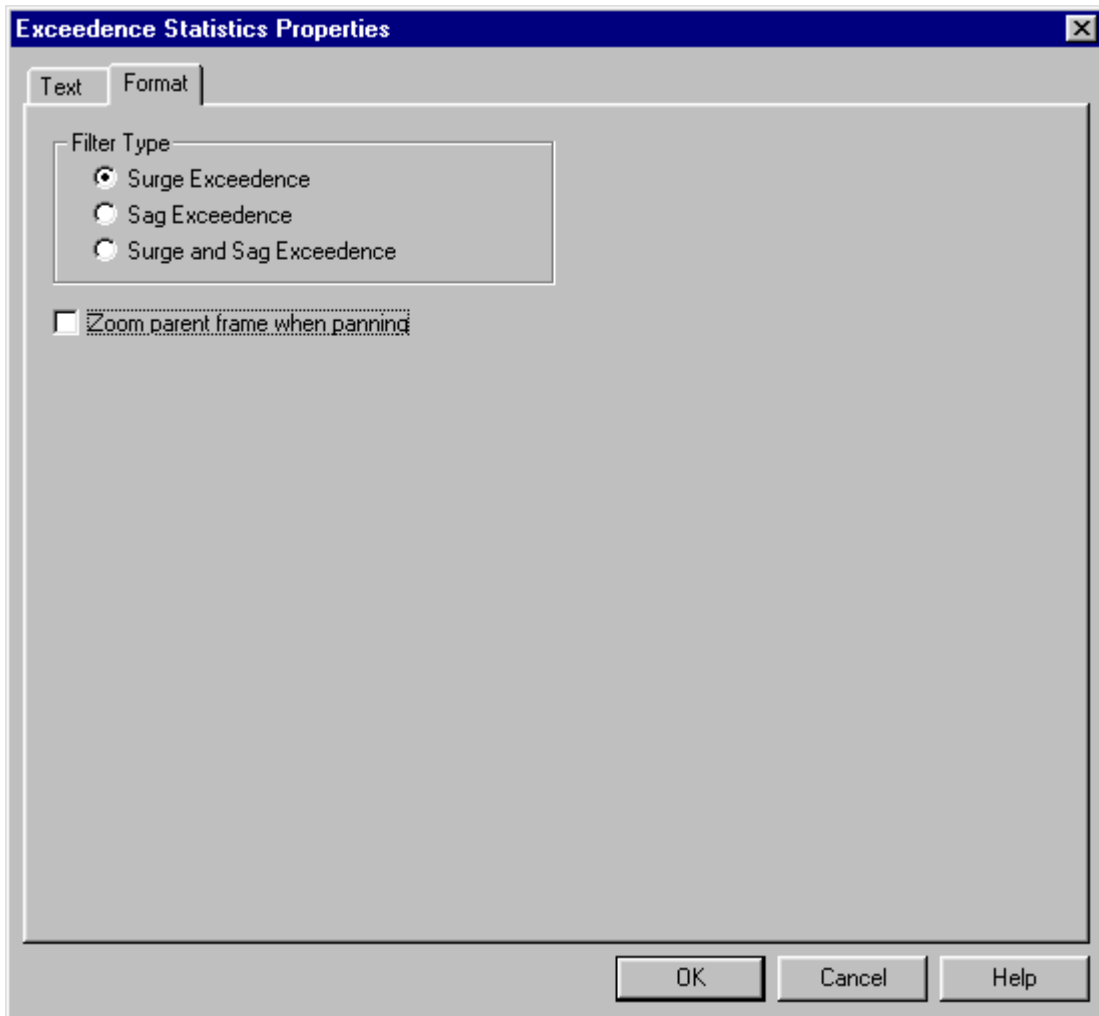 Exceedence Statistics Properties
Text Format
Filter Type
Surge Exceedence
Sag Exceedence
Surge and Sag Exceedence
Zoom parent frame when panning
OK Cancel Help